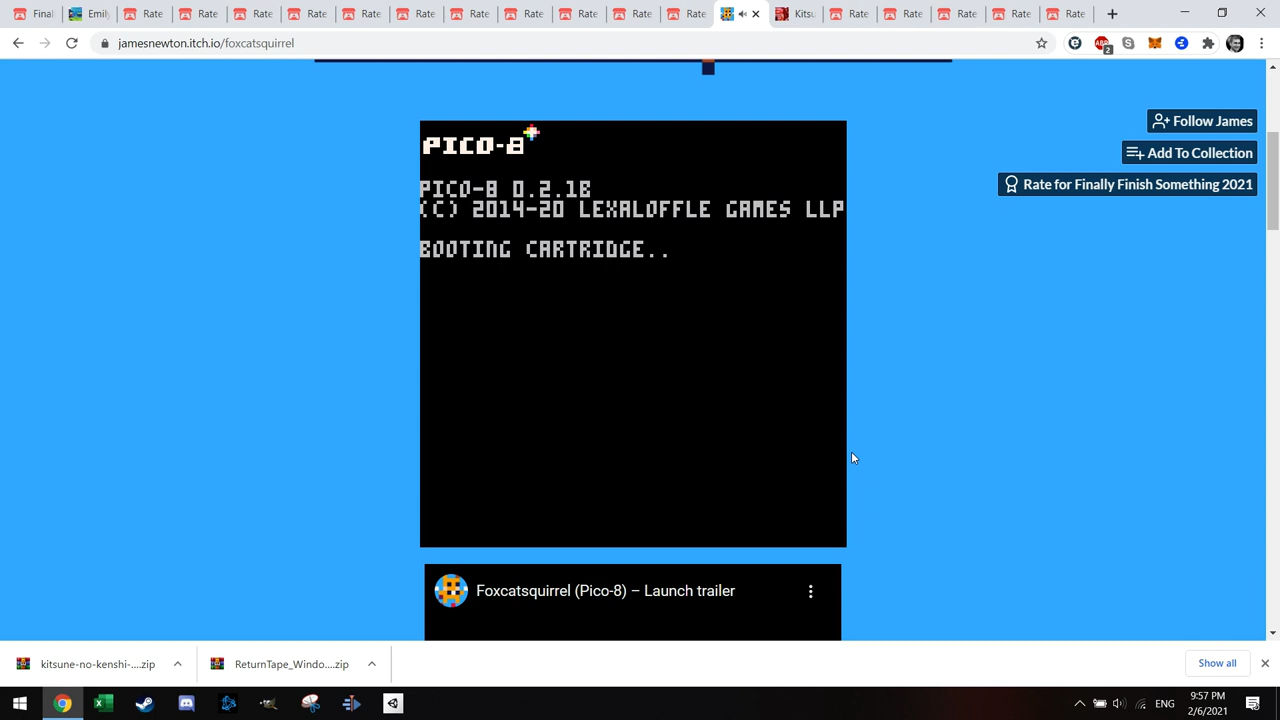 Final
Emily
Rate
Rate
Rate
Rate
Rate
Rate
Rate
Rate
Rate
Rate
Rate
Kitsu
Rate
Rate
Rate
Rate
Rate
jamesnewton.itch.io/foxcatsquirrel
2
Follow James
Add To Collection
Rate for Finally Finish Something 2021
PICO-8
PICO-8 0.2.1B
(C) 2014-20 LEXALOFFLE GAMES LLP
BOOTING CARTRIDGE..
Foxcatsquirrel (Pico-8) – Launch trailer
kitsune-no-kenshi-....zip
ReturnTape_Windo....zip
Show all
ENG
9:57 PM
2/6/2021